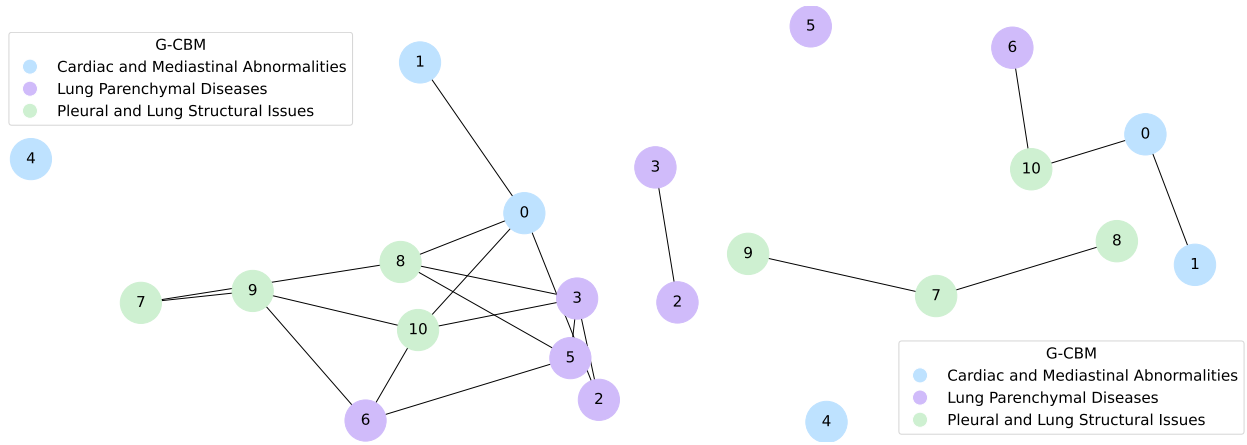 G-CBM
Cardiac and Mediastinal Abnormalities
Lung Parenchymal Diseases
Pleural and Lung Structural Issues
1
4
0
8
9
7
3
10
5
2
6
5
6
0
3
10
8
9
1
7
2
G-CBM
Cardiac and Mediastinal Abnormalities
Lung Parenchymal Diseases
Pleural and Lung Structural Issues
4